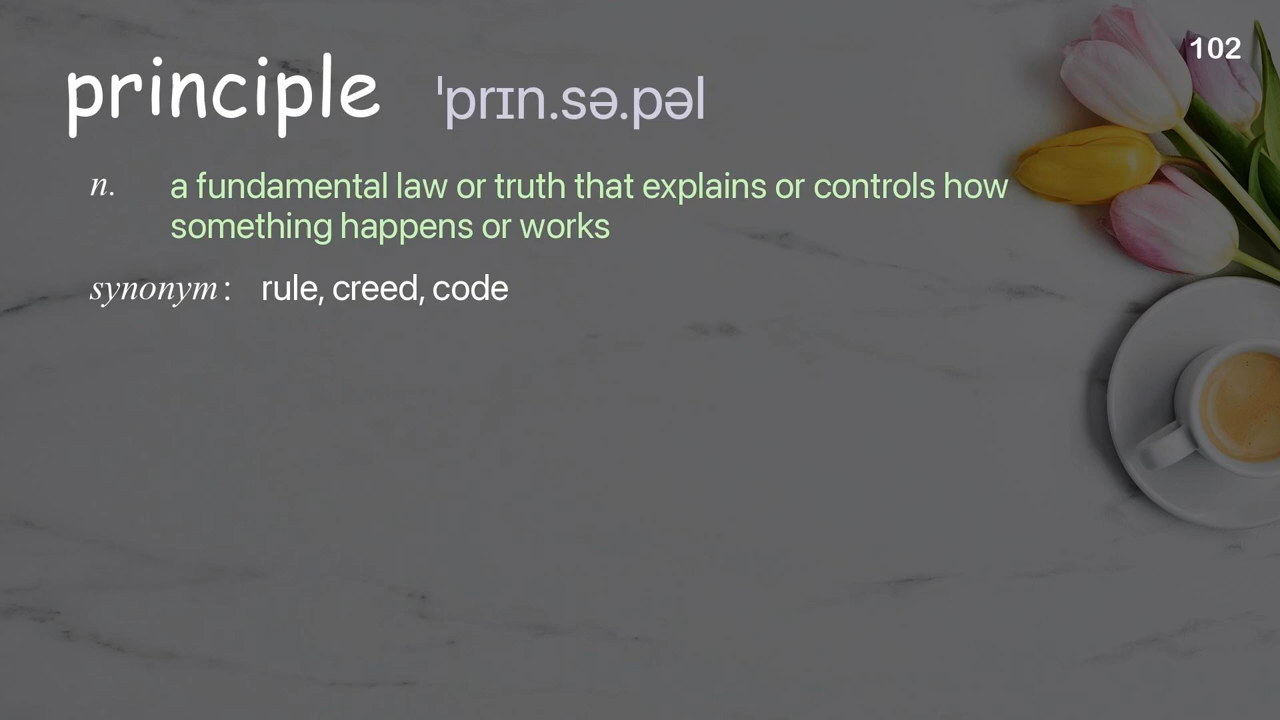 102
principle ˈprɪn.sə.pəl
n. a fundamental law or truth that explains or controls how
something happens or works
synonym: rule, creed, code